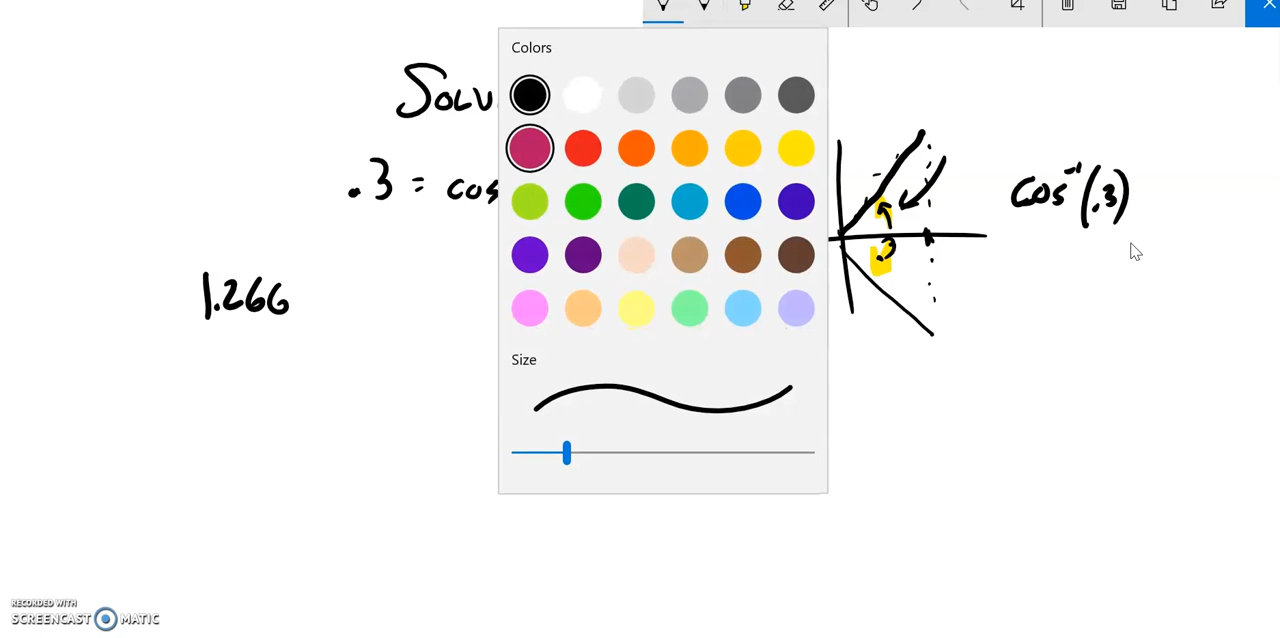 Colors
SOLV
.3 = cos
cos⁻¹(.3)
.3
1.266
Size
RECORDED WITH
SCREENCAST MATIC